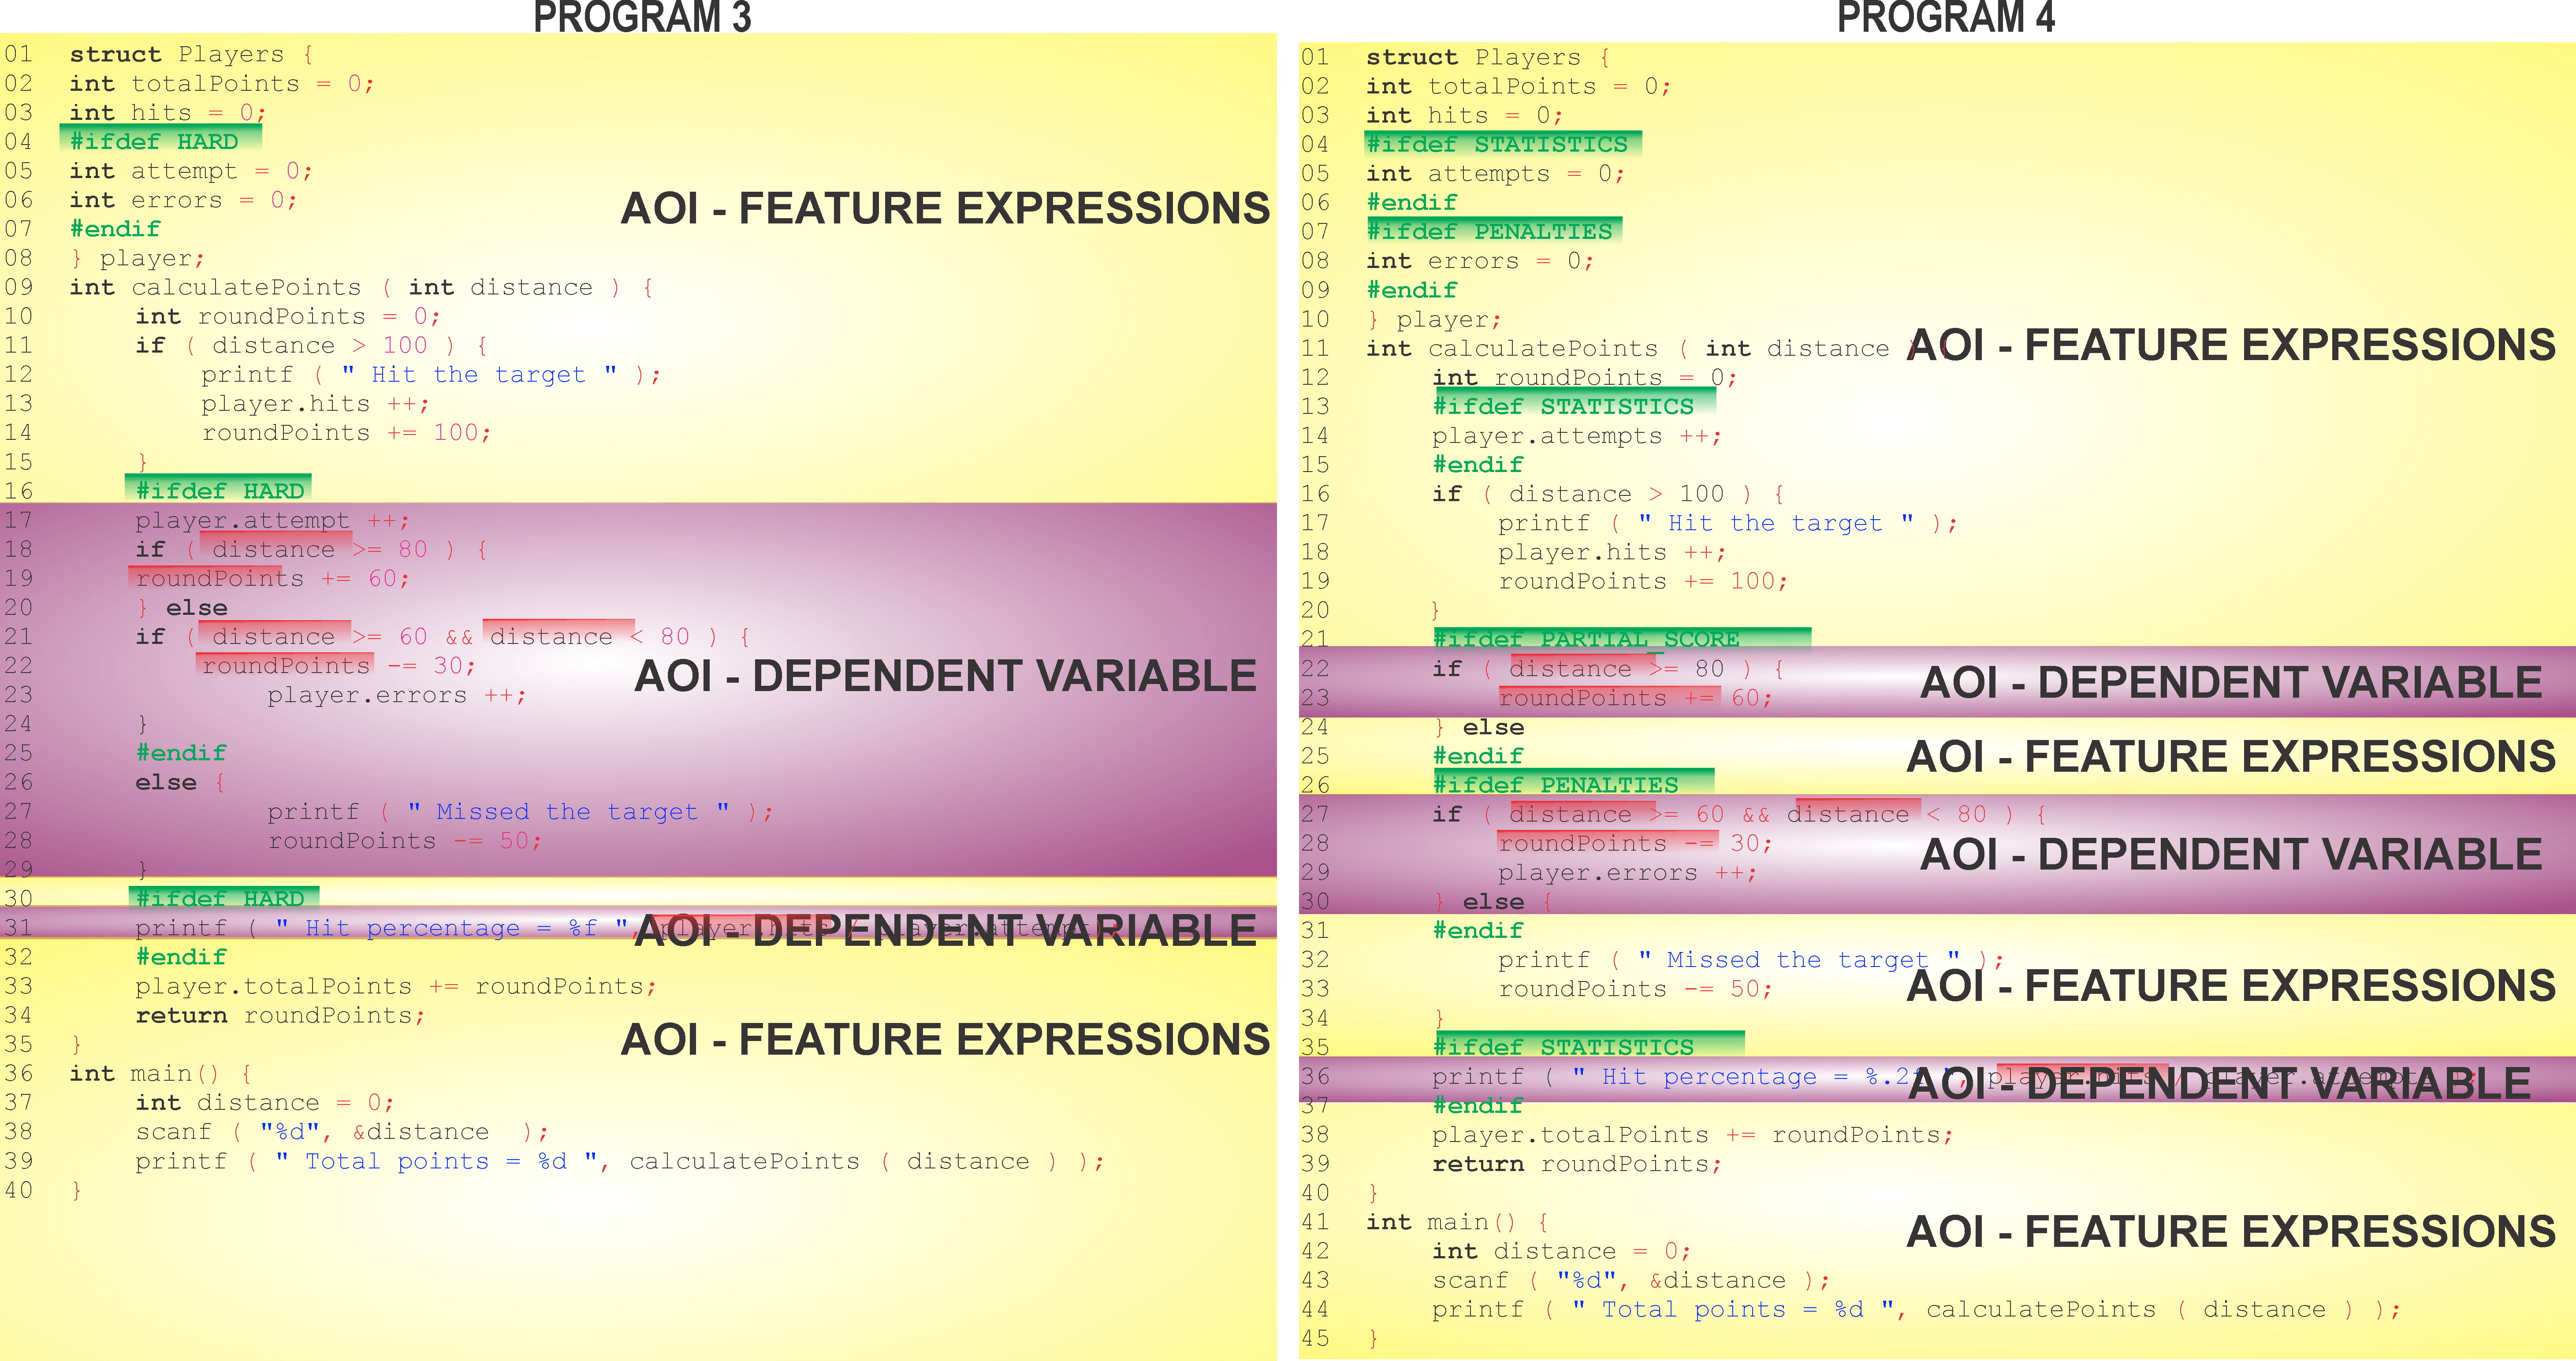 PROGRAM 3
01 struct Players {
02 int totalPoints = 0;
03 int hits = 0;
04 #ifdef HARD
05 int attempt = 0;
06 int errors = 0;
AOI - FEATURE EXPRESSIONS
07 #endif
08 } player;
09 int calculatePoints ( int distance ) {
10 int roundPoints = 0;
11 if ( distance > 100 ) {
12 printf ( " Hit the target " );
13 player.hits ++;
14 roundPoints += 100;
15 }
16 #ifdef HARD
17 player.attempt ++;
18 if ( distance >= 80 ) {
19 roundPoints += 60;
20 } else
21 if ( distance >= 60 && distance < 80 ) {
22 roundPoints -= 30;
AOI - DEPENDENT VARIABLE
23 player.errors ++;
24 }
25 #endif
26 else {
27 printf ( " Missed the target " );
28 roundPoints -= 50;
29 }
30 #ifdef HARD
31 printf ( " Hit percentage = %f ", player.hits / player.attempt);
AOI - DEPENDENT VARIABLE
32 #endif
33 player.totalPoints += roundPoints;
34 return roundPoints;
AOI - FEATURE EXPRESSIONS
35 }
36 int main() {
37 int distance = 0;
38 scanf ( "%d", &distance );
39 printf ( " Total points = %d ", calculatePoints ( distance ) );
40 }
PROGRAM 4
01 struct Players {
02 int totalPoints = 0;
03 int hits = 0;
04 #ifdef STATISTICS
05 int attempts = 0;
06 #endif
07 #ifdef PENALTIES
08 int errors = 0;
09 #endif
10 } player;
11 int calculatePoints ( int distance ) {
AOI - FEATURE EXPRESSIONS
12 int roundPoints = 0;
13 #ifdef STATISTICS
14 player.attempts ++;
15 #endif
16 if ( distance > 100 ) {
17 printf ( " Hit the target " );
18 player.hits ++;
19 roundPoints += 100;
20 }
21 #ifdef PARTIAL_SCORE
22 if ( distance >= 80 ) {
AOI - DEPENDENT VARIABLE
23 roundPoints += 60;
24 } else
25 #endif
AOI - FEATURE EXPRESSIONS
26 #ifdef PENALTIES
27 if ( distance >= 60 && distance < 80 ) {
28 roundPoints -= 30;
AOI - DEPENDENT VARIABLE
29 player.errors ++;
30 } else {
31 #endif
32 printf ( " Missed the target " );
33 roundPoints -= 50;
AOI - FEATURE EXPRESSIONS
34 }
35 #ifdef STATISTICS
36 printf ( " Hit percentage = %.2f ", player.hits / player.attempts );
AOI - DEPENDENT VARIABLE
37 #endif
38 player.totalPoints += roundPoints;
39 return roundPoints;
40 }
41 int main() {
AOI - FEATURE EXPRESSIONS
42 int distance = 0;
43 scanf ( "%d", &distance );
44 printf ( " Total points = %d ", calculatePoints ( distance ) );
45 }